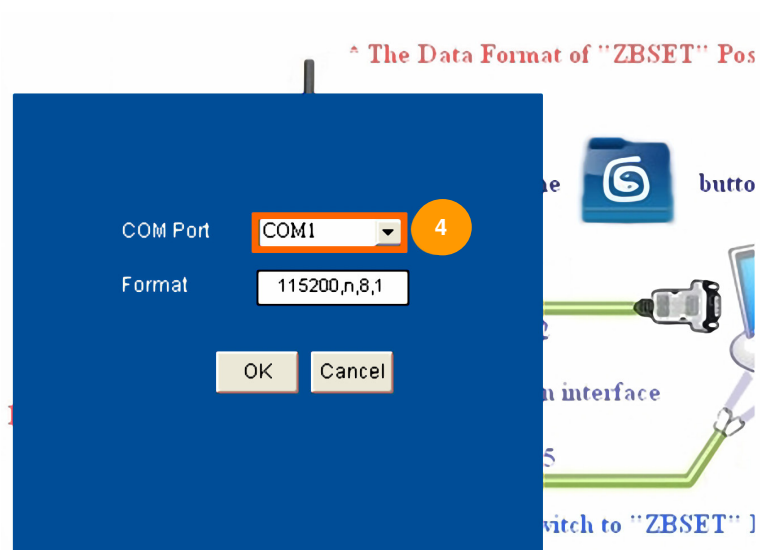 * The Data Format of "ZBSET" Pos
butto
COM Port COM1 4
Format 115200,n,8,1
OK Cancel
n interface
5
witch to "ZBSET"